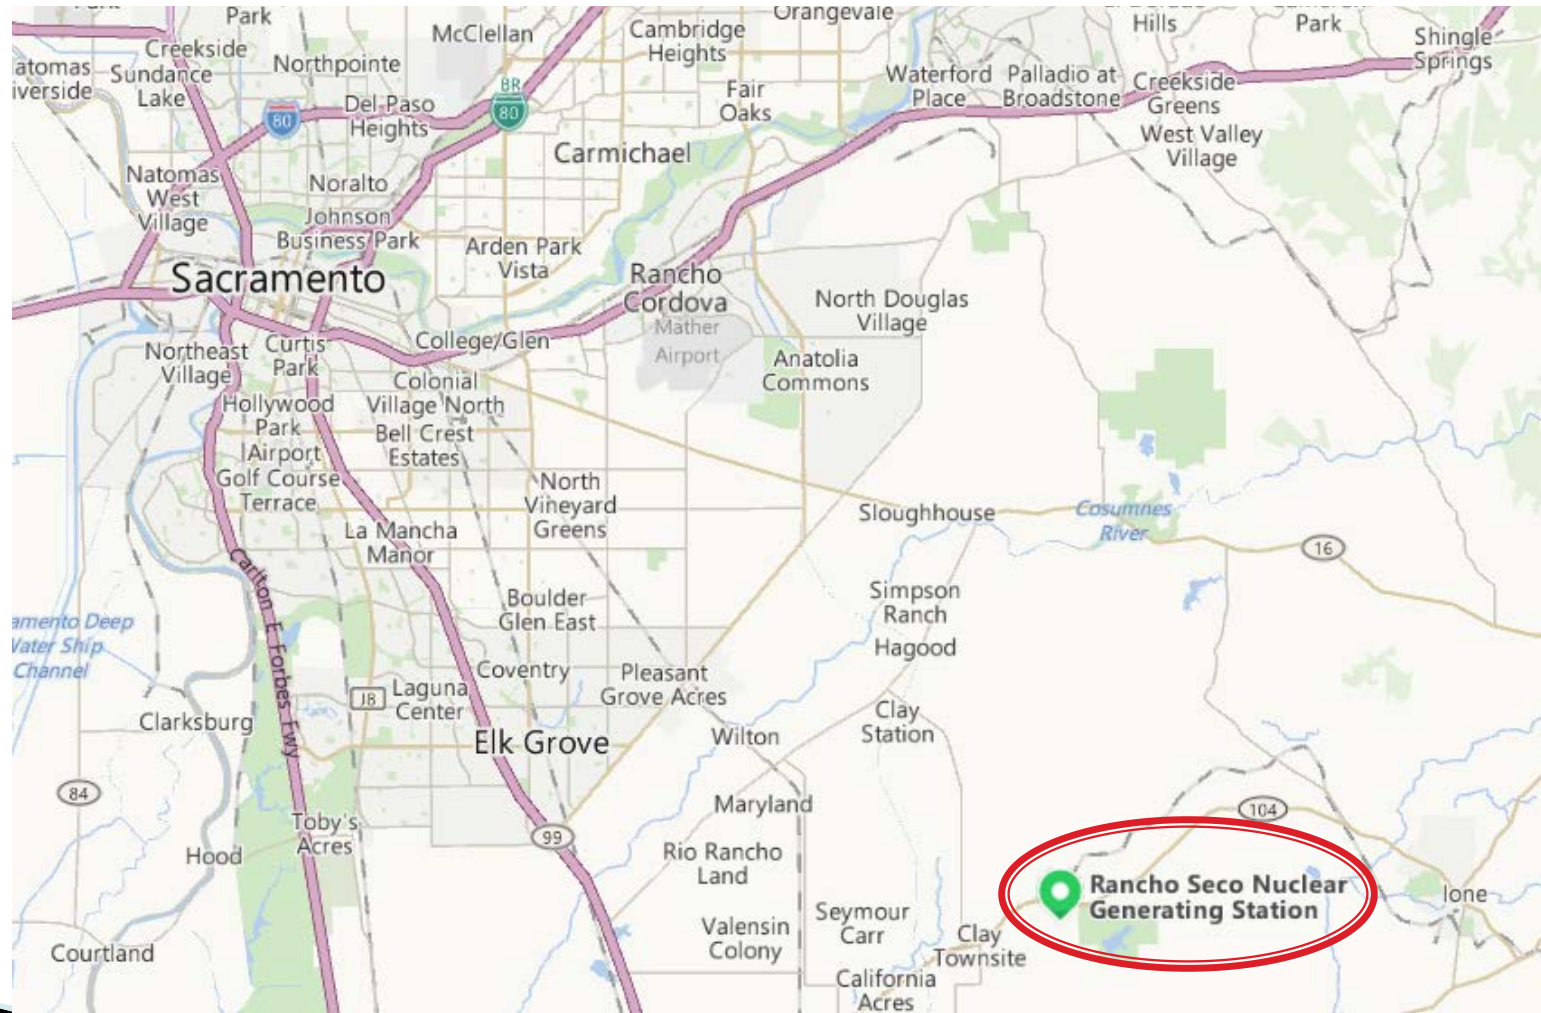 Park
Park
McClellan
Cambridge
Heights
Orangevale
Hills
Park
Shingle
Springs
Creekside
Northpointe
atomas
iverside
Sundance
Lake
BR
80
80
Del Paso
Heights
Fair
Oaks
Waterford
Place
Palladio at
Broadstone
Creekside
Greens
West Valley
Village
Carmichael
Natomas
West
Village
Noralto
Johnson
Business Park
Arden Park
Vista
Sacramento
Rancho
Cordova
Mather
Airport
North Douglas
Village
Northeast
Village
Curtis
Park
College/Glen
Anatolia
Commons
Colonial
Village North
Hollywood
Park
Bell Crest
Estates
Airport
Golf Course
Terrace
North
Vineyard
Greens
La Mancha
Manor
Sloughhouse
Cosumnes
River
16
Carlton E Forbes Fwy
Boulder
Glen East
Simpson
Ranch
Hagood
amento Deep
Water Ship
Channel
Coventry
Pleasant
Grove Acres
J8
Laguna
Center
Clarksburg
Elk Grove
Wilton
Clay
Station
84
Maryland
104
Toby's
Acres
99
Hood
Rio Rancho
Land
Rancho Seco Nuclear
Generating Station
Ione
Seymour
Carr
Valensin
Colony
Clay
Townsite
Courtland
California
Acres